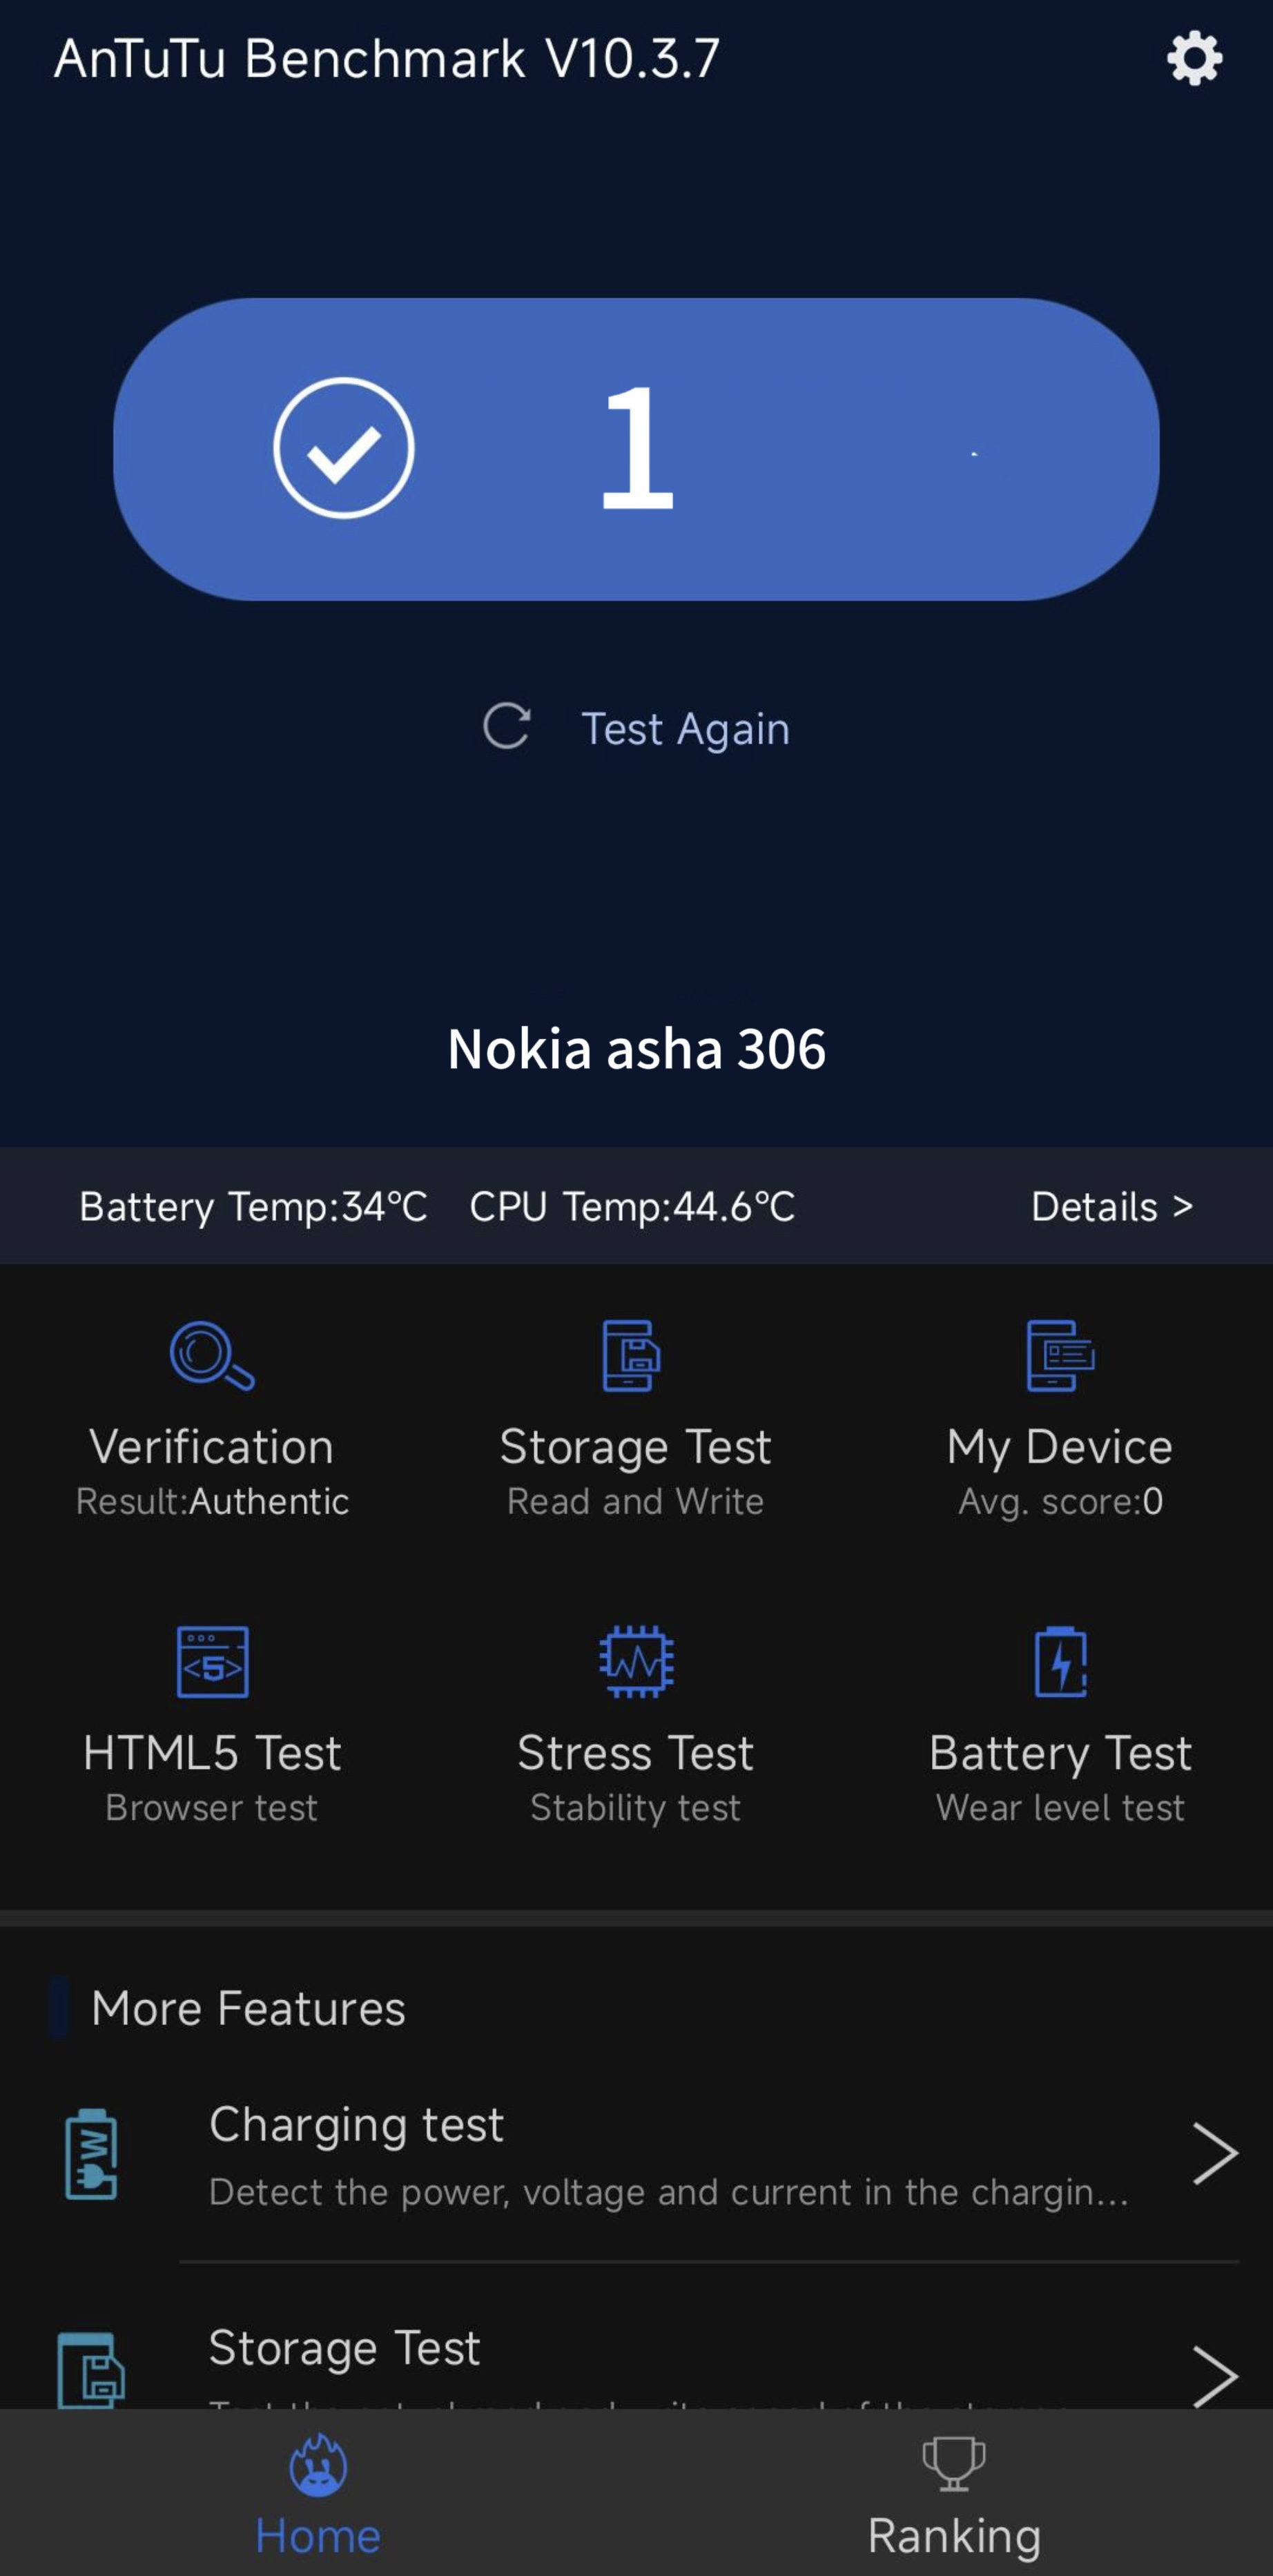 AnTuTu Benchmark V10.3.7
1
Test Again
Nokia asha 306
Battery Temp:34℃ CPU Temp:44.6℃ Details >
Verification Storage Test My Device
Result:Authentic Read and Write Avg. score:0
<5>
HTML5 Test Stress Test Battery Test
Browser test Stability test Wear level test
More Features
W
Charging test
Detect the power, voltage and current in the chargin...
Storage Test
Home Ranking